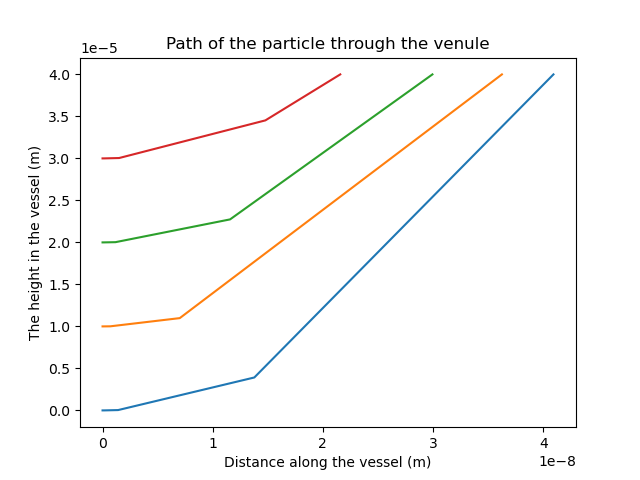 Path of the particle through the venule
1e−5
4.0
3.5
3.0
2.5
2.0
1.5
1.0
0.5
0.0
The height in the vessel (m)
0
1
2
3
4
1e−8
Distance along the vessel (m)